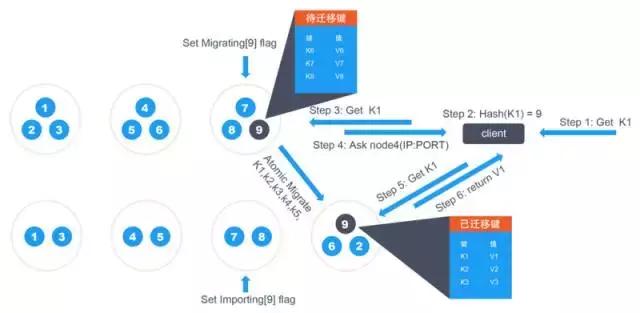 待迁移键
键 值
K6 V6
K7 V7
K8 V8
Set Migrating[9] flag
1
2 3
4
5 6
7
8 9
Step 3: Get K1
Step 2: Hash(K1) = 9
Step 1: Get K1
client
Step 4: Ask node4(IP:PORT)
Atomic Migrate
K1,k2,k3,k4,k5,
Step 5: Get K1
Step 6: return V1
1 3
4 5
7 8
9
6 2
已迁移键
键 值
K1 V1
K2 V2
K3 V3
Set Importing[9] flag